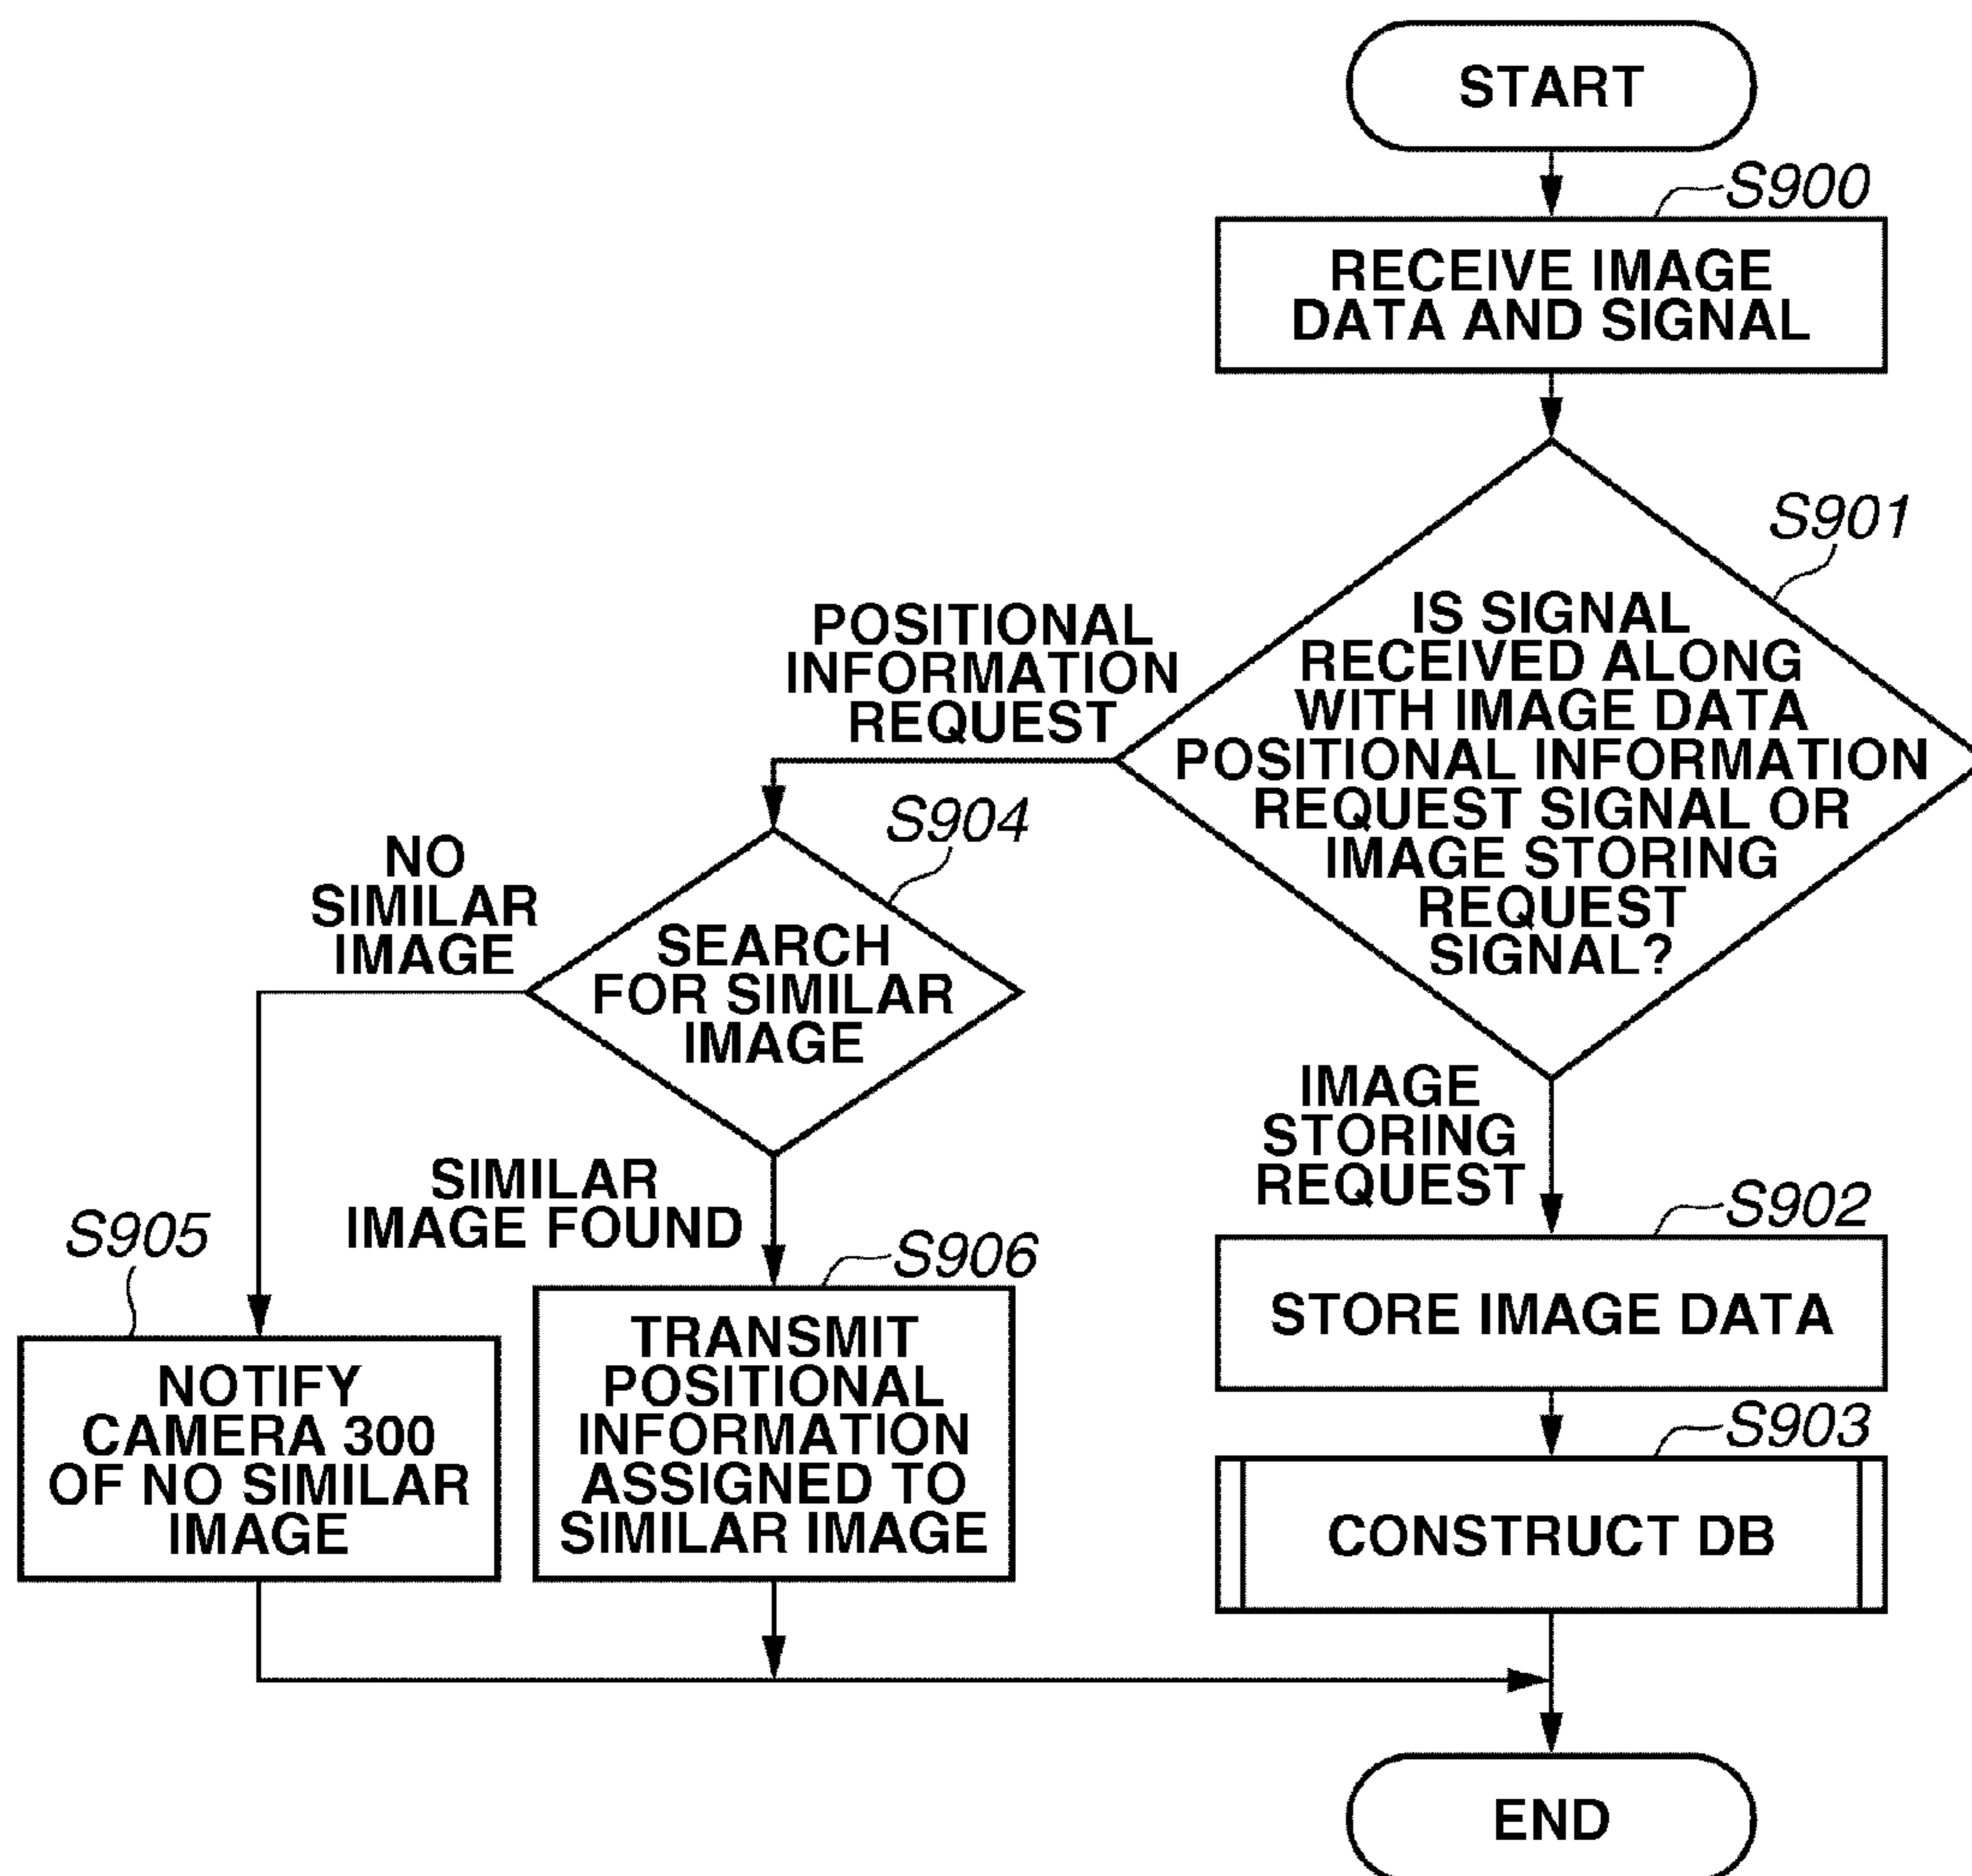 START
S900
RECEIVE IMAGE
DATA AND SIGNAL
S901
IS SIGNAL
RECEIVED ALONG
WITH IMAGE DATA
POSITIONAL INFORMATION
REQUEST SIGNAL OR
IMAGE STORING
REQUEST
SIGNAL?
POSITIONAL
INFORMATION
REQUEST
S904
SEARCH
FOR SIMILAR
IMAGE
NO
SIMILAR
IMAGE
SIMILAR
IMAGE FOUND
S905
NOTIFY
CAMERA 300
OF NO SIMILAR
IMAGE
S906
TRANSMIT
POSITIONAL
INFORMATION
ASSIGNED TO
SIMILAR IMAGE
IMAGE
STORING
REQUEST
S902
STORE IMAGE DATA
S903
CONSTRUCT DB
END